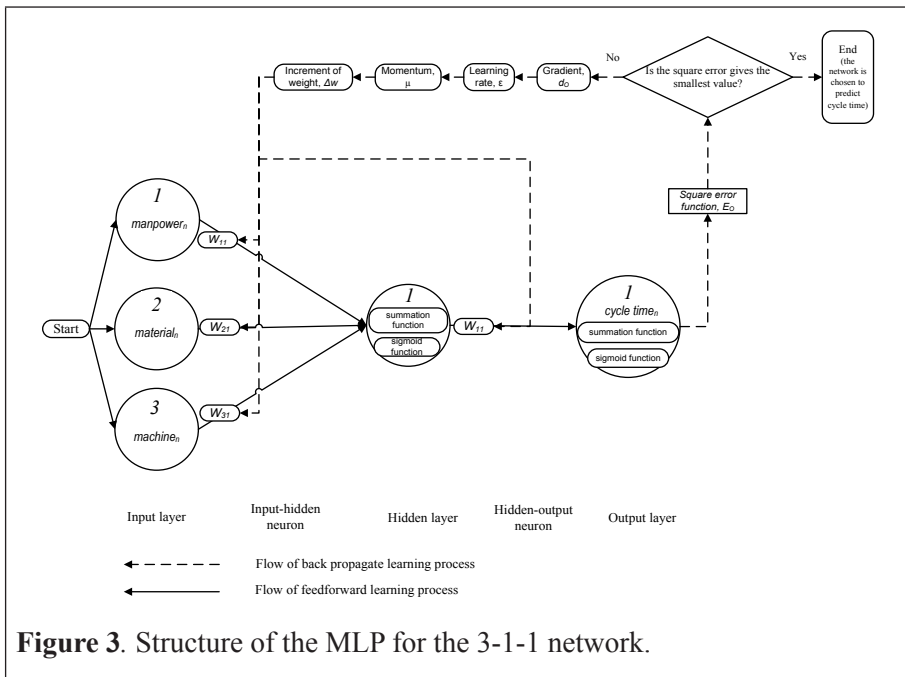 No
Yes
End
(the
network is
chosen to
predict
cycle time)
Is the square error gives the
smallest value?
Gradient,
dO
Learning
rate, ε
Momentum,
μ
Increment of
weight, Δw
Square error
function, EO
1
manpowern
W11
2
materialn
W21
3
machinen
W31
Start
1
summation
function
sigmoid
function
W11
1
cycle timen
summation function
sigmoid function
Input layer
Input-hidden
neuron
Hidden layer
Hidden-output
neuron
Output layer
Flow of back propagate learning process
Flow of feedforward learning process
Figure 3. Structure of the MLP for the 3-1-1 network.